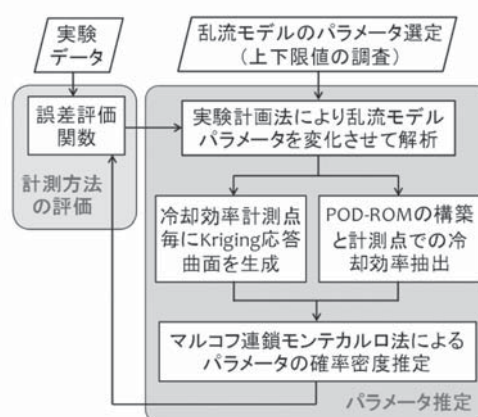 実験
データ
乱流モデルのパラメータ選定
（上下限値の調査）
誤差評価
関数
計測方法
の評価
実験計画法により乱流モデル
パラメータを変化させて解析
冷却効率計測点
毎にKriging応答
曲面を生成
POD-ROMの構築
と計測点での冷
却効率抽出
マルコフ連鎖モンテカルロ法による
パラメータの確率密度推定
パラメータ推定